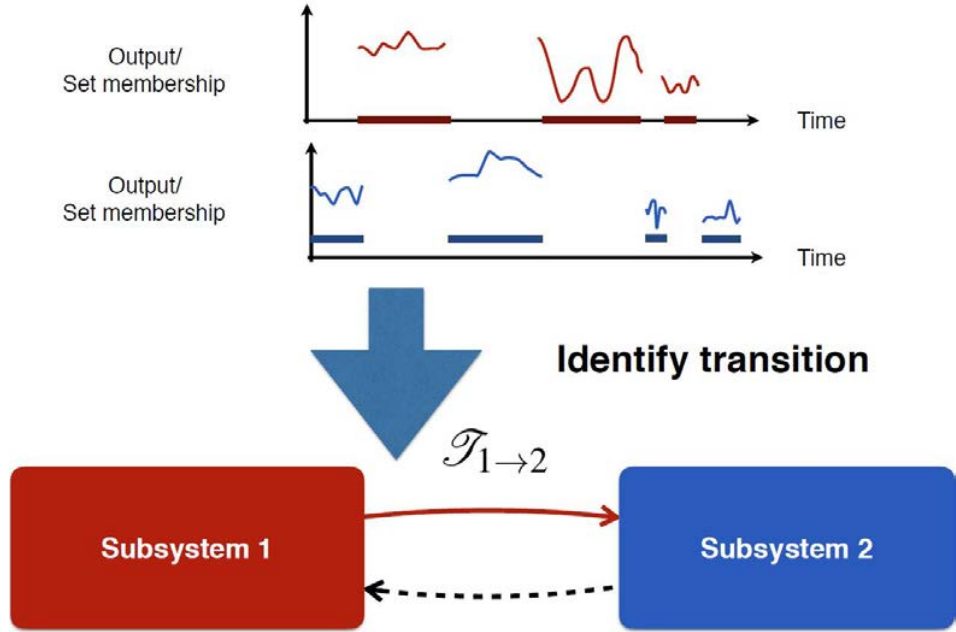 Output/
Set membership
Time
Output/
Set membership
Time
Identify transition
𝒯1→2
Subsystem 1
Subsystem 2